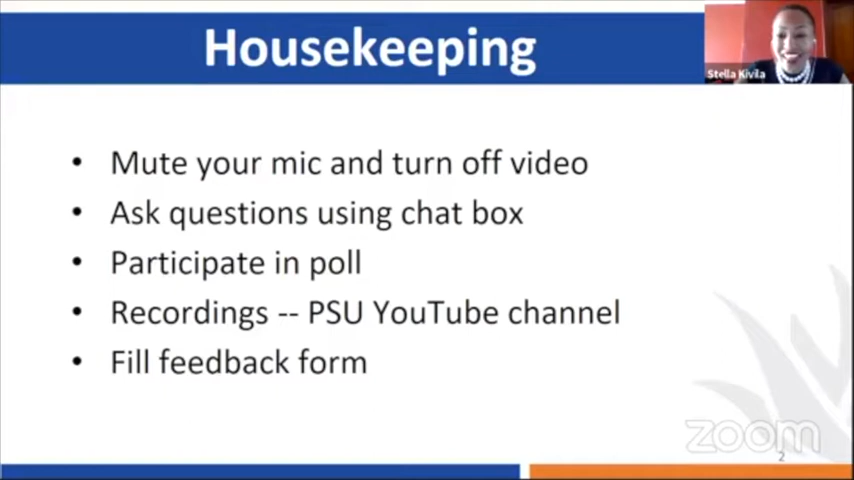 Housekeeping
Stella Kivila
• Mute your mic and turn off video
• Ask questions using chat box
• Participate in poll
• Recordings -- PSU YouTube channel
• Fill feedback form
zoom
2